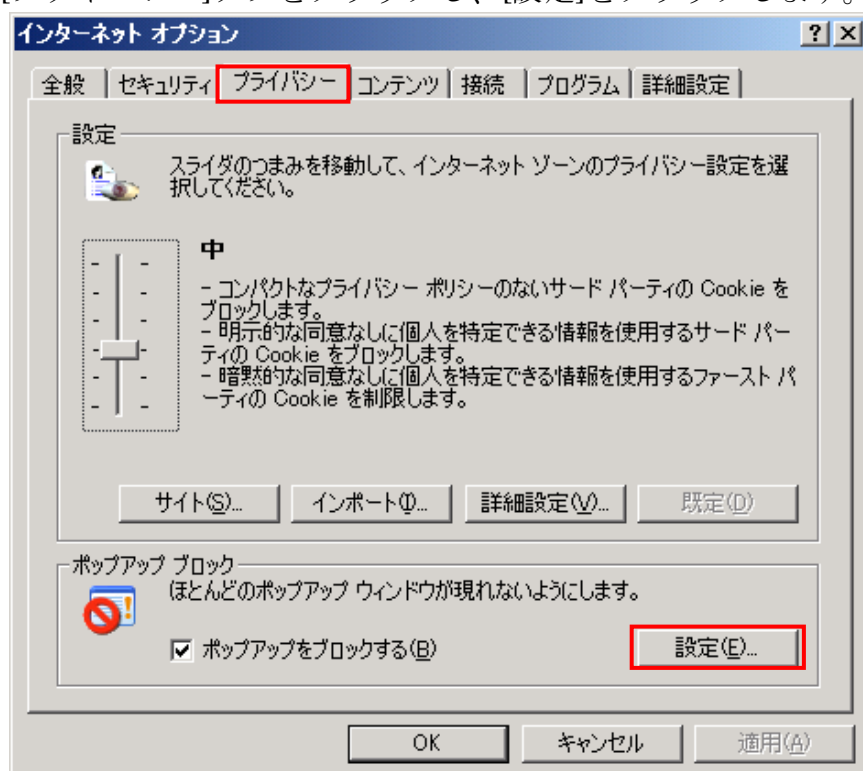 インターネット オプション
全般 セキュリティ プライバシー コンテンツ 接続 プログラム 詳細設定
設定
スライダのつまみを移動して、インターネット ゾーンのプライバシー設定を選
択してください。
中
- コンパクトなプライバシー ポリシーのないサード パーティの Cookie を
ブロックします。
- 明示的な同意なしに個人を特定できる情報を使用するサード パー
ティの Cookie をブロックします。
- 暗黙的な同意なしに個人を特定できる情報を使用するファースト パ
ーティの Cookie を制限します。
サイト(S)... インポート(I)... 詳細設定(V)... 既定(D)
ポップアップ ブロック
ほとんどのポップアップ ウィンドウが現れないようにします。
ポップアップをブロックする(B) 設定(E)...
OK キャンセル 適用(A)